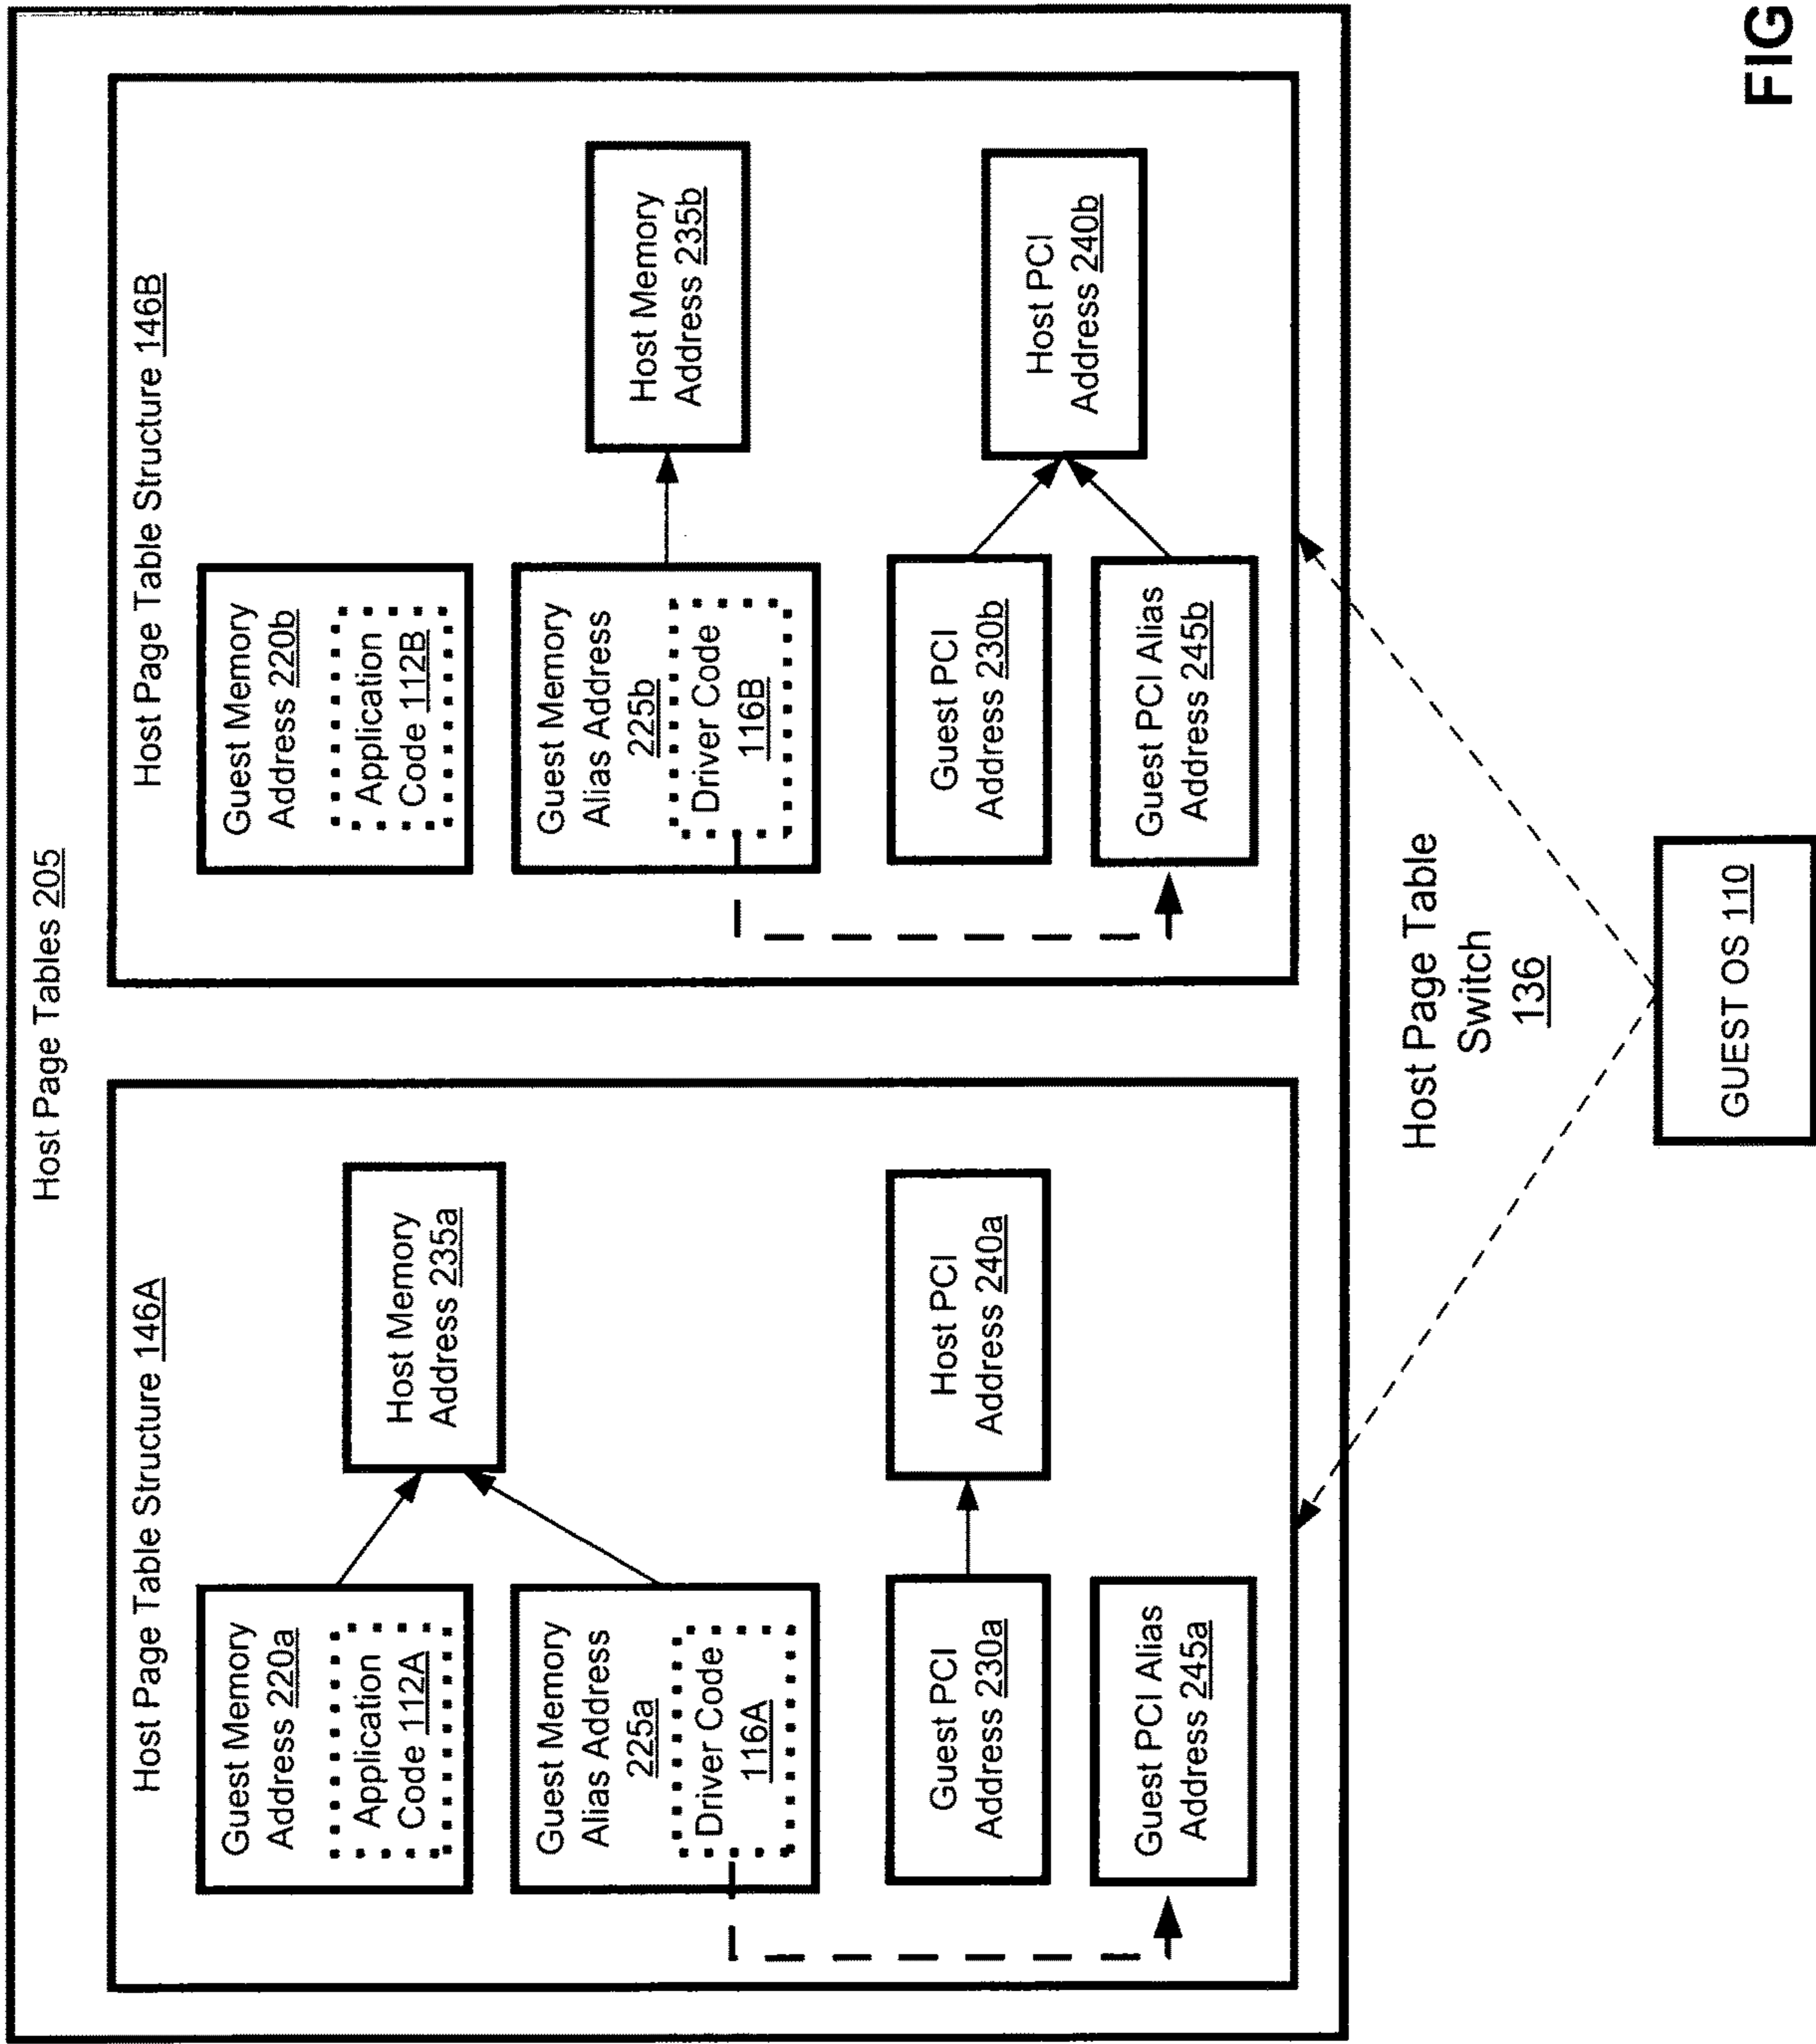 Host Page Tables 205
Host Page Table Structure 146A
Guest Memory
Address 220a
Application
Code 112A
Guest Memory
Alias Address
225a
Driver Code
116A
Guest PCI
Address 230a
Guest PCI Alias
Address 245a
Host Memory
Address 235a
Host PCI
Address 240a
Host Page Table Structure 146B
Guest Memory
Address 220b
Application
Code 112B
Guest Memory
Alias Address
225b
Driver Code
116B
Guest PCI
Address 230b
Guest PCI Alias
Address 245b
Host Memory
Address 235b
Host PCI
Address 240b
Host Page Table
Switch
136
GUEST OS 110
FIG